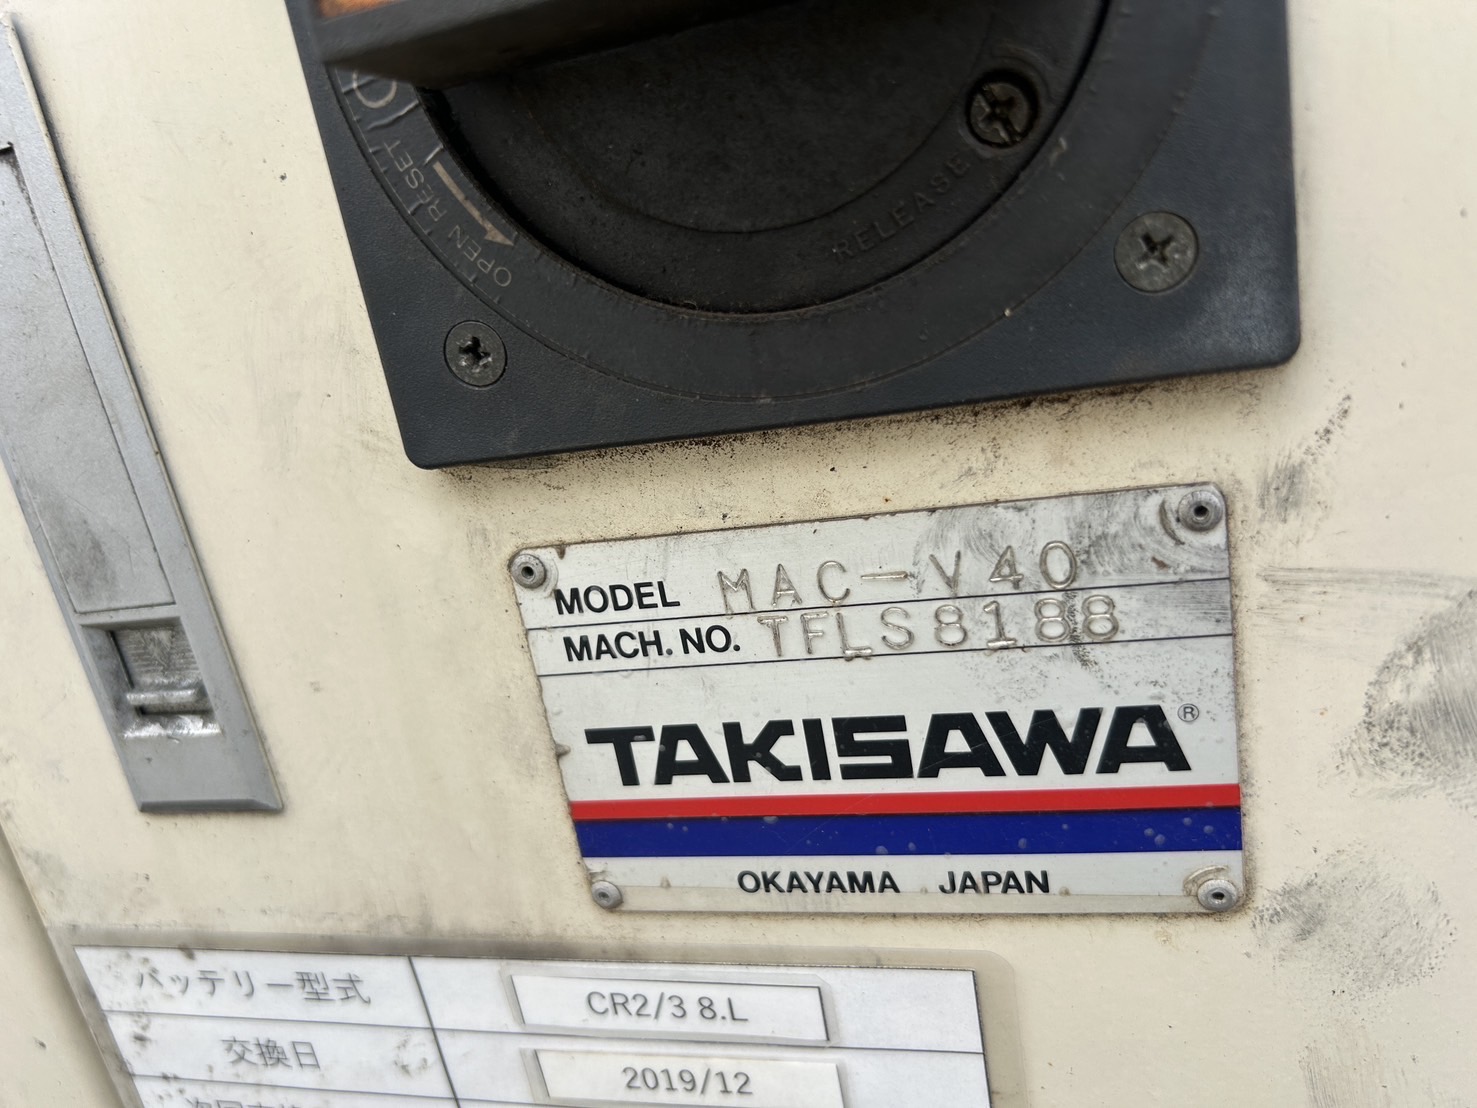 OPEN RESET
RELEASE
MODEL MAC-V40
MACH. NO. TFLS8188
TAKISAWA®
OKAYAMA JAPAN
バッテリー型式 CR2/3 8.L
交換日 2019/12